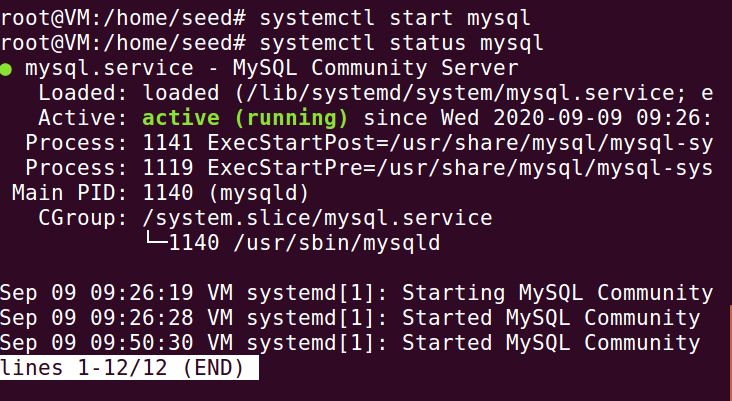 root@VM:/home/seed# systemctl start mysql
root@VM:/home/seed# systemctl status mysql
● mysql.service - MySQL Community Server
   Loaded: loaded (/lib/systemd/system/mysql.service; e
   Active: active (running) since Wed 2020-09-09 09:26:
  Process: 1141 ExecStartPost=/usr/share/mysql/mysql-sy
  Process: 1119 ExecStartPre=/usr/share/mysql/mysql-sys
 Main PID: 1140 (mysqld)
   CGroup: /system.slice/mysql.service
           └─1140 /usr/sbin/mysqld

Sep 09 09:26:19 VM systemd[1]: Starting MySQL Community
Sep 09 09:26:28 VM systemd[1]: Started MySQL Community
Sep 09 09:50:30 VM systemd[1]: Started MySQL Community
lines 1-12/12 (END)